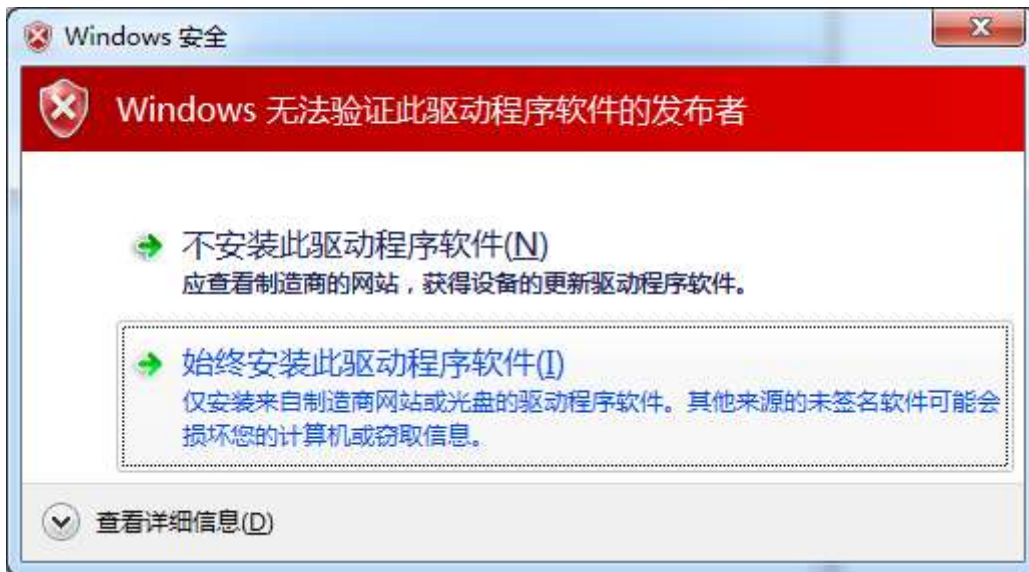 Windows 安全
Windows 无法验证此驱动程序软件的发布者
不安装此驱动程序软件(N)
应查看制造商的网站，获得设备的更新驱动程序软件。
始终安装此驱动程序软件(I)
仅安装来自制造商网站或光盘的驱动程序软件。其他来源的未签名软件可能会
损坏您的计算机或窃取信息。
查看详细信息(D)